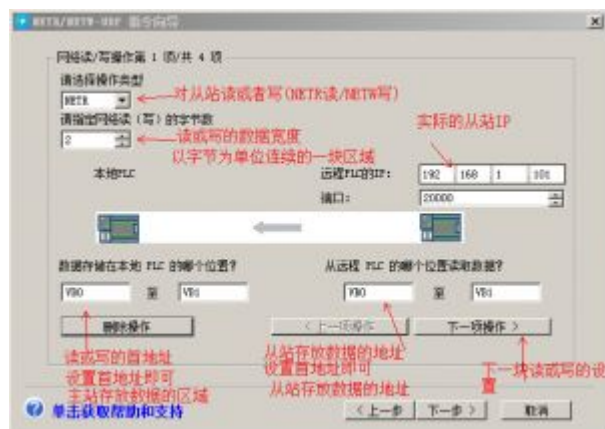 NETR/NETW-UDP 指令向导
网络读/写操作第 1 项/共 4 项
请选择操作类型
NETR
对从站读或者写(NETR读/NETW写)
请指定网络读（写）的字节数
2
读或写的数据宽度
以字节为单位连续的一块区域
实际的从站IP
本地PLC
远程PLC的IP:
192 168 1 101
端口:
20000
数据存储在本地 PLC 的哪个位置?
从远程 PLC 的哪个位置读取数据?
VB0 至 VB1
VB0 至 VB1
删除操作
< 上一项操作
下一项操作 >
读或写的首地址
设置首地址即可
主站存放数据的区域
从站存放数据的地址
设置首地址即可
从站存放数据的地址
下一块读或写的设置
单击获取帮助和支持
< 上一步
下一步 >
取消